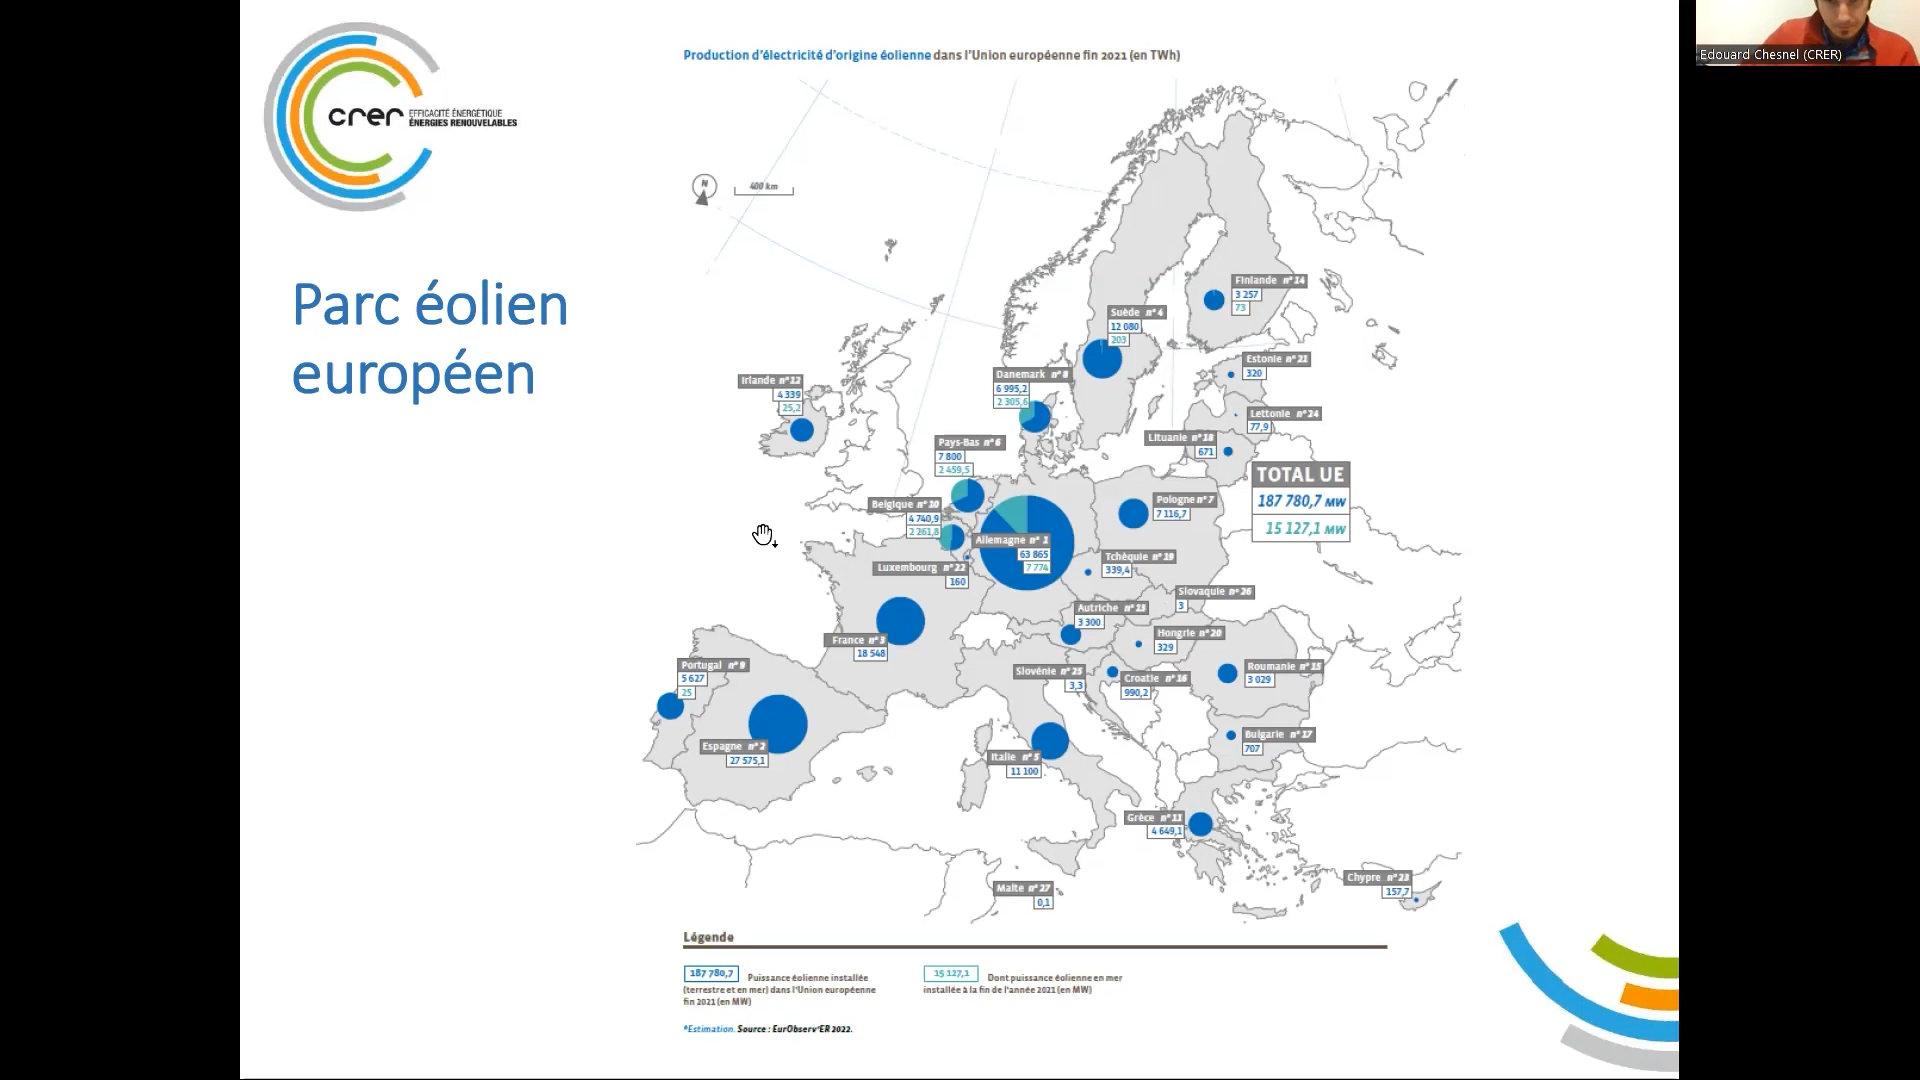 crer EFFICACITÉ ÉNERGÉTIQUE
ÉNERGIES RENOUVELABLES
Parc éolien
européen
Production d'électricité d'origine éolienne dans l'Union européenne fin 2021 (en TWh)
N
400 km
Finlande n° 14
3 257
73
Suède n° 4
12 080
203
Estonie n° 21
320
Danemark n° 8
6 995,2
2 305,6
Irlande n° 12
4 339
25,2
Lettonie n° 24
77,9
Lituanie n° 18
671
Pays-Bas n° 6
7 800
2 459,5
TOTAL UE
187 780,7 MW
15 127,1 MW
Belgique n° 10
4 740,9
2 261,8
Pologne n° 7
7 116,7
Allemagne n° 1
63 865
7 774
Tchèquie n° 19
339,4
Luxembourg n° 22
160
Slovaquie n° 26
3
Autriche n° 13
3 300
Hongrie n° 20
329
France n° 3
18 548
Portugal n° 9
5 627
25
Slovénie n° 25
3,3
Croatie n° 16
990,2
Roumanie n° 15
3 029
Espagne n° 2
27 575,1
Italie n° 5
11 100
Bulgarie n° 17
707
Grèce n° 11
4 649,1
Malte n° 27
0,1
Chypre n° 23
157,7
Légende
187 780,7 Puissance éolienne installée
(terrestre et en mer) dans l'Union européenne
fin 2021 (en MW)
15 127,1 Dont puissance éolienne en mer
installée à la fin de l'année 2021 (en MW)
*Estimation. Source : EurObserv'ER 2022.
Edouard Chesnel (CRER)